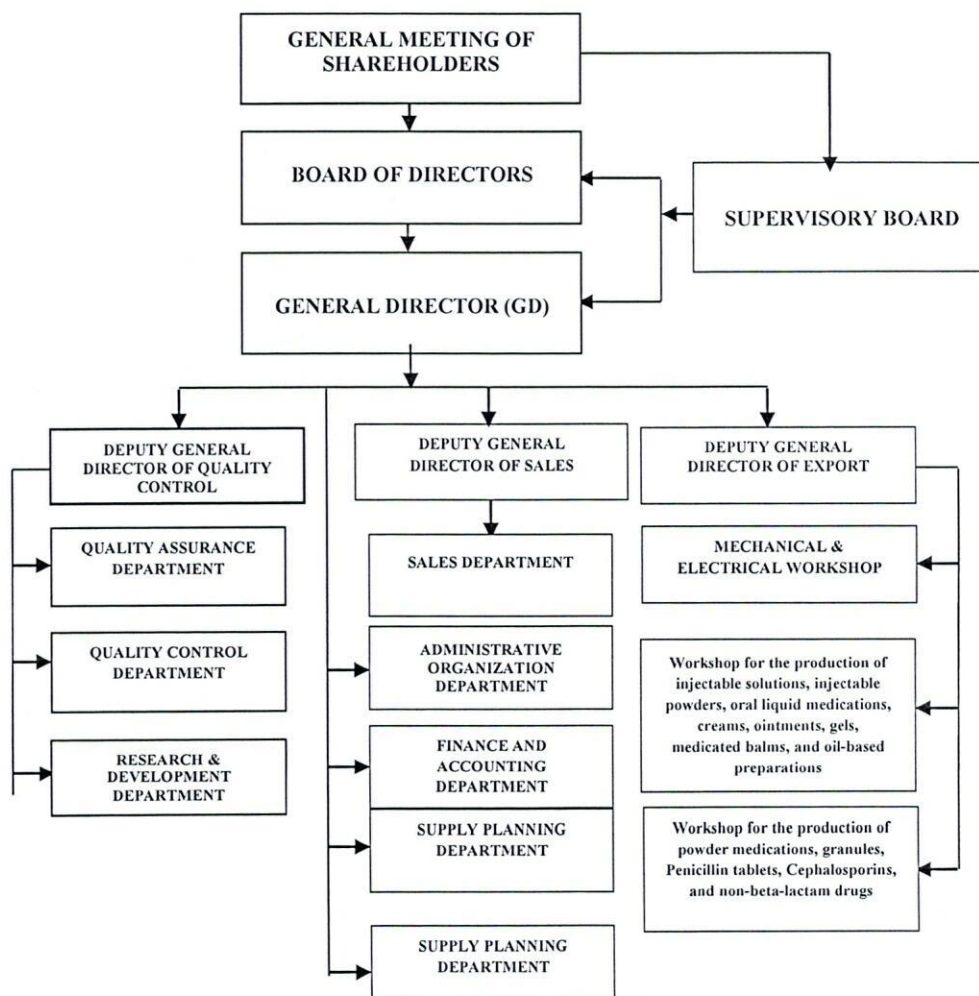 GENERAL MEETING OF
SHAREHOLDERS
BOARD OF DIRECTORS
SUPERVISORY BOARD
GENERAL DIRECTOR (GD)
DEPUTY GENERAL
DIRECTOR OF QUALITY
CONTROL
DEPUTY GENERAL
DIRECTOR OF SALES
DEPUTY GENERAL
DIRECTOR OF EXPORT
QUALITY ASSURANCE
DEPARTMENT
QUALITY CONTROL
DEPARTMENT
RESEARCH &
DEVELOPMENT
DEPARTMENT
SALES DEPARTMENT
ADMINISTRATIVE
ORGANIZATION
DEPARTMENT
FINANCE AND
ACCOUNTING
DEPARTMENT
SUPPLY PLANNING
DEPARTMENT
SUPPLY PLANNING
DEPARTMENT
MECHANICAL &
ELECTRICAL WORKSHOP
Workshop for the production of
injectable solutions, injectable
powders, oral liquid medications,
creams, ointments, gels,
medicated balms, and oil-based
preparations
Workshop for the production of
powder medications, granules,
Penicillin tablets, Cephalosporins,
and non-beta-lactam drugs